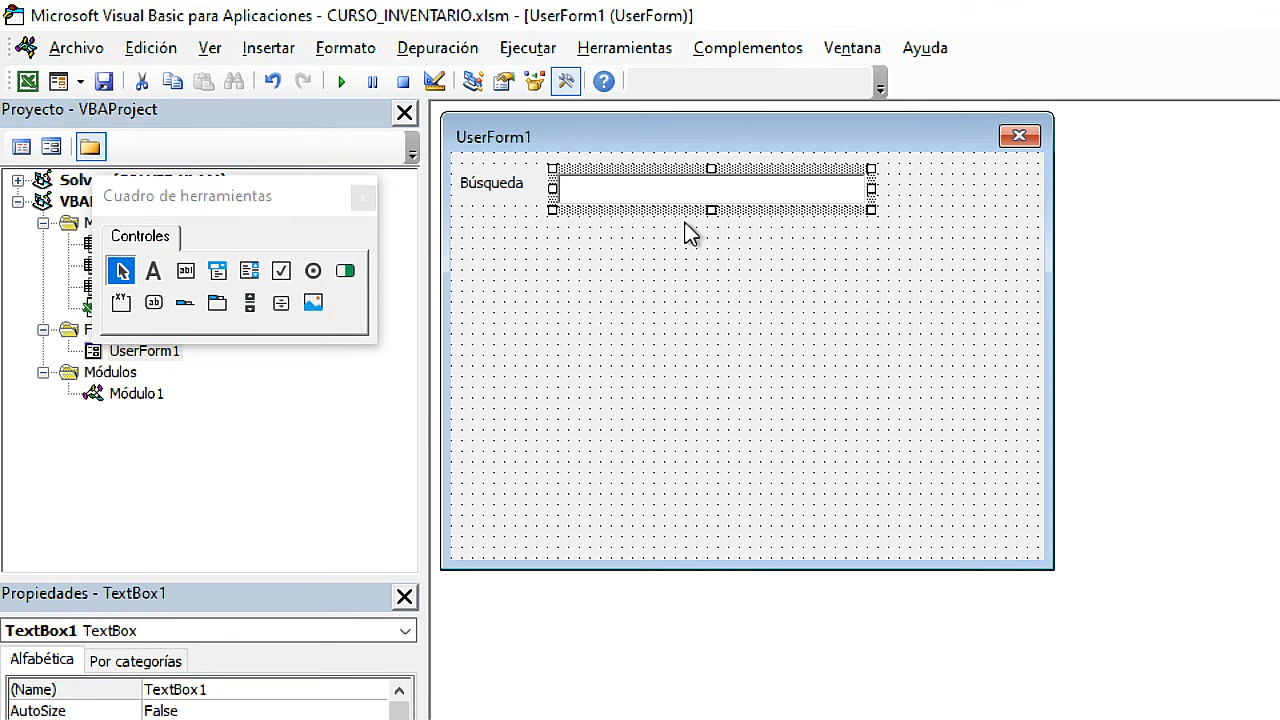 Microsoft Visual Basic para Aplicaciones - CURSO_INVENTARIO.xlsm - [UserForm1 (UserForm)]
Archivo Edición Ver Insertar Formato Depuración Ejecutar Herramientas Complementos Ventana Ayuda
Proyecto - VBAProject
Cuadro de herramientas
Controles
A
UserForm1
Módulos
Módulo1
UserForm1
Búsqueda
Propiedades - TextBox1
TextBox1 TextBox
Alfabética Por categorías
(Name) TextBox1
AutoSize False